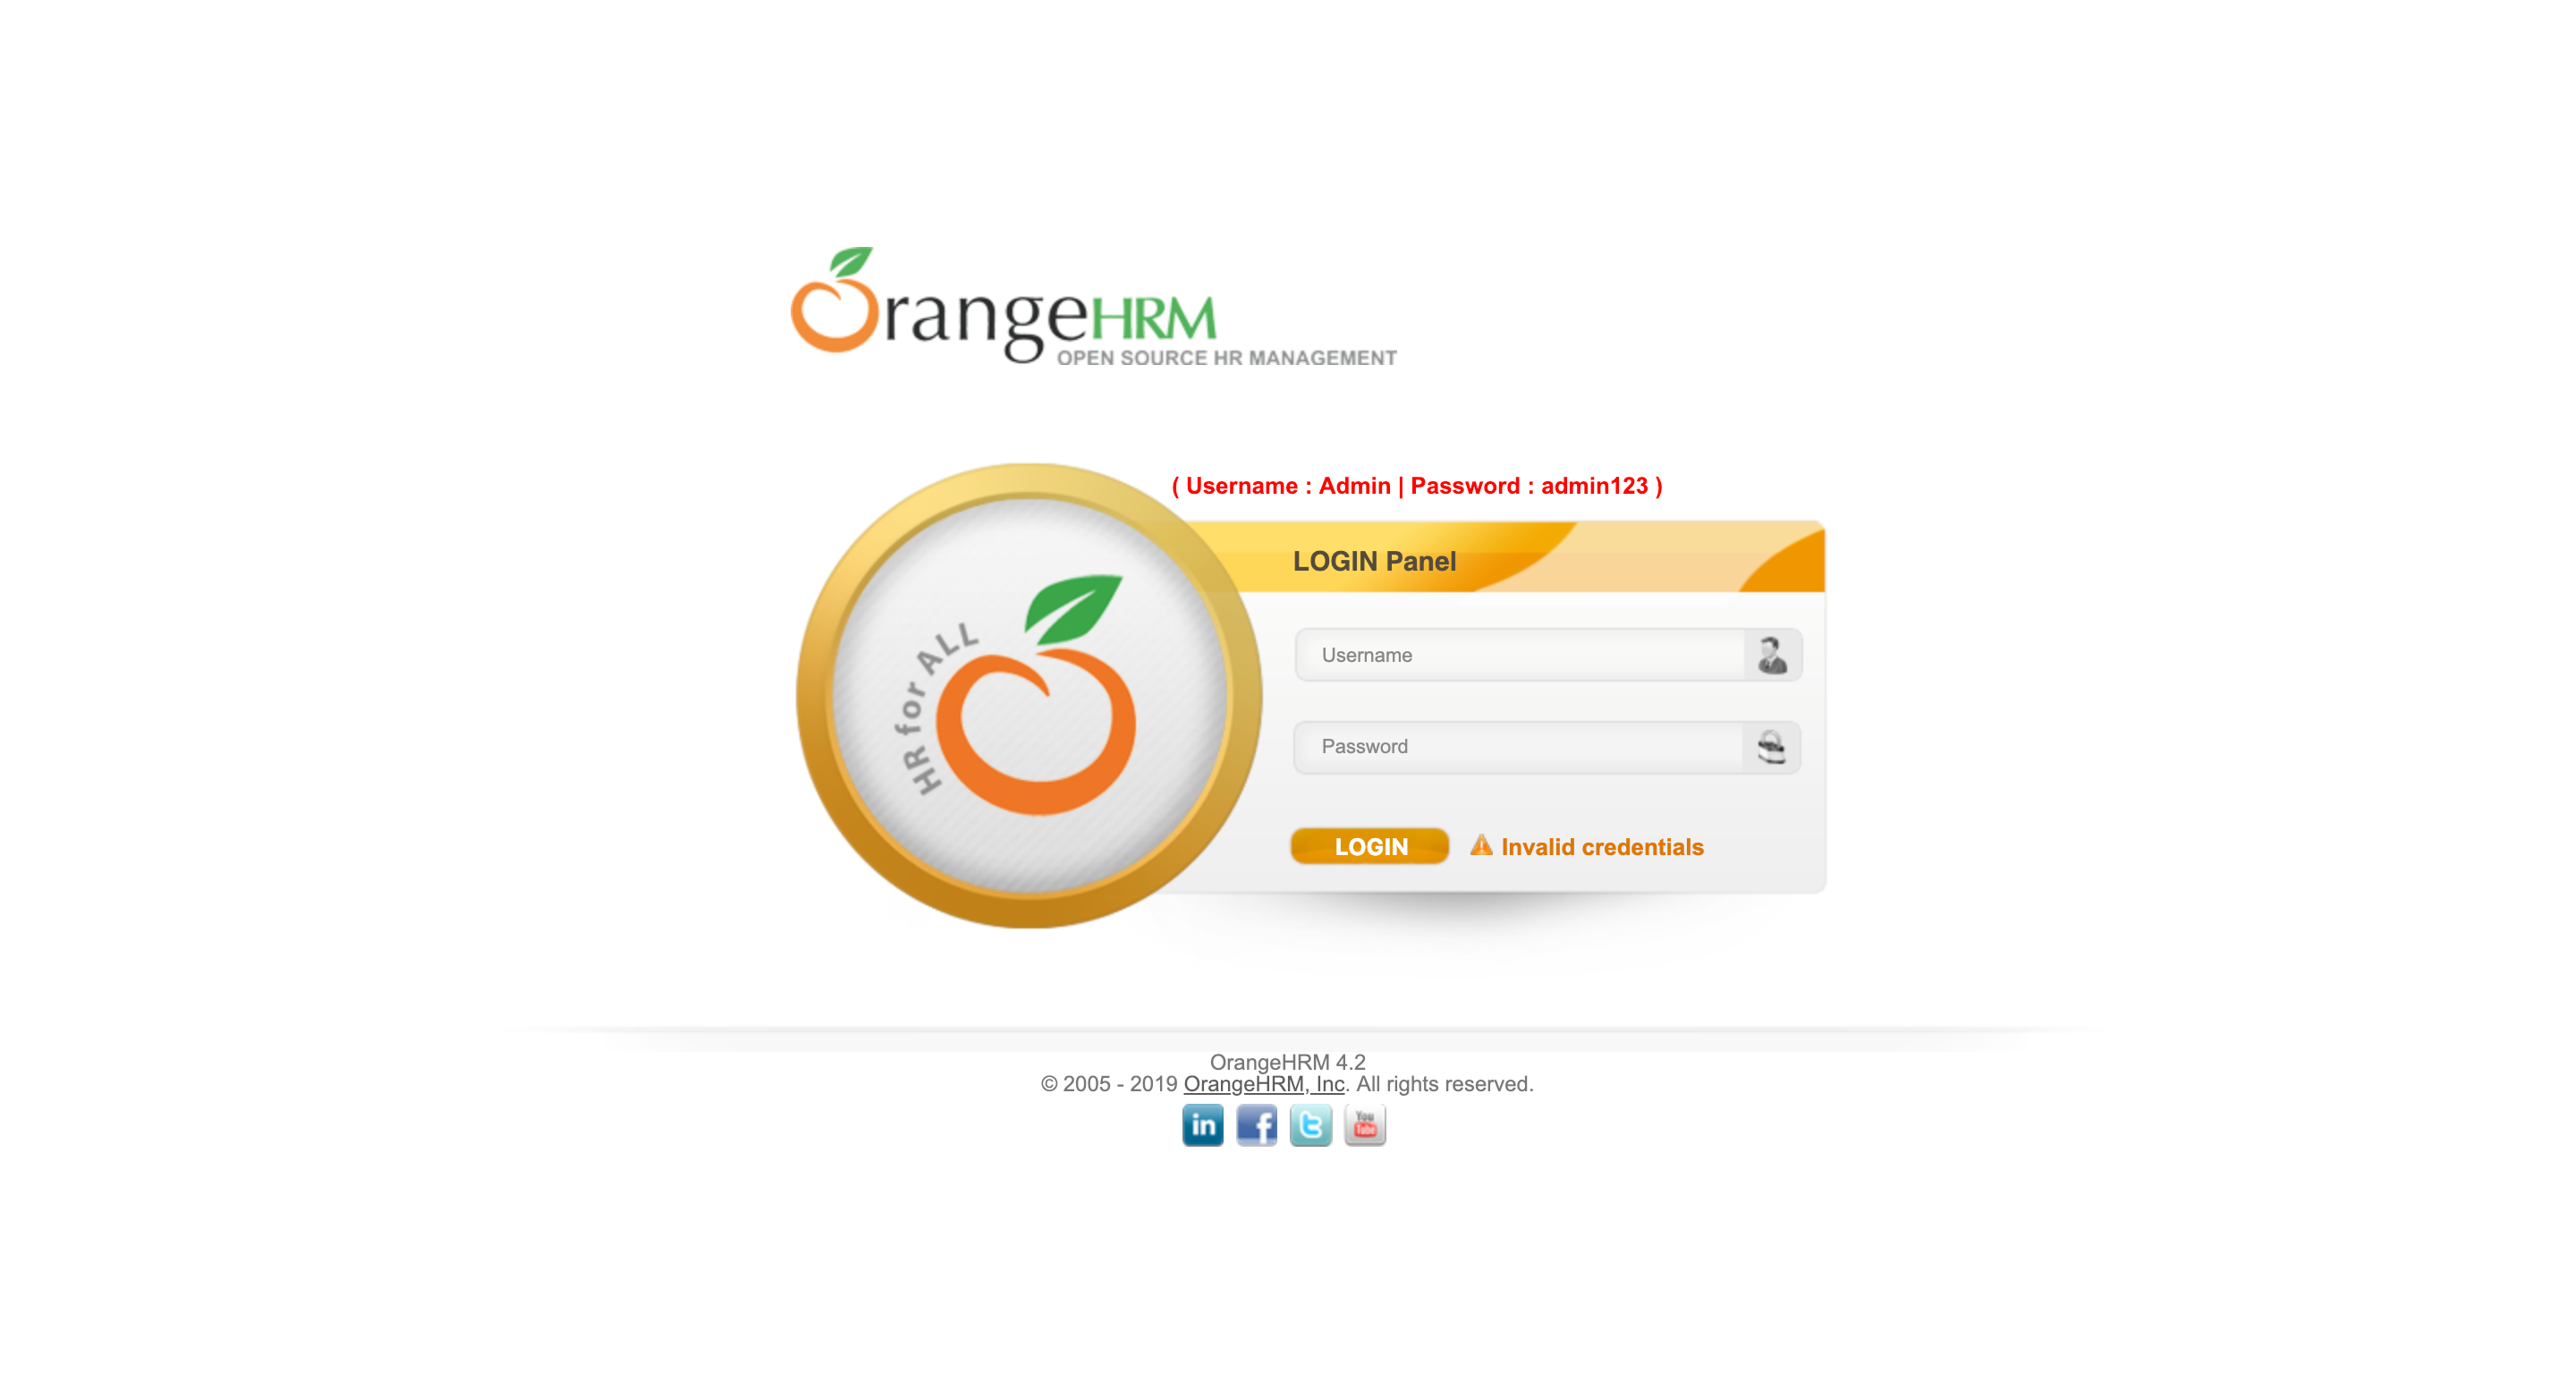 OrangeHRM
OPEN SOURCE HR MANAGEMENT
( Username : Admin | Password : admin123 )
LOGIN Panel
HR for ALL
Username
Password
LOGIN
Invalid credentials
OrangeHRM 4.2
© 2005 - 2019 OrangeHRM, Inc. All rights reserved.
in f t You Tube